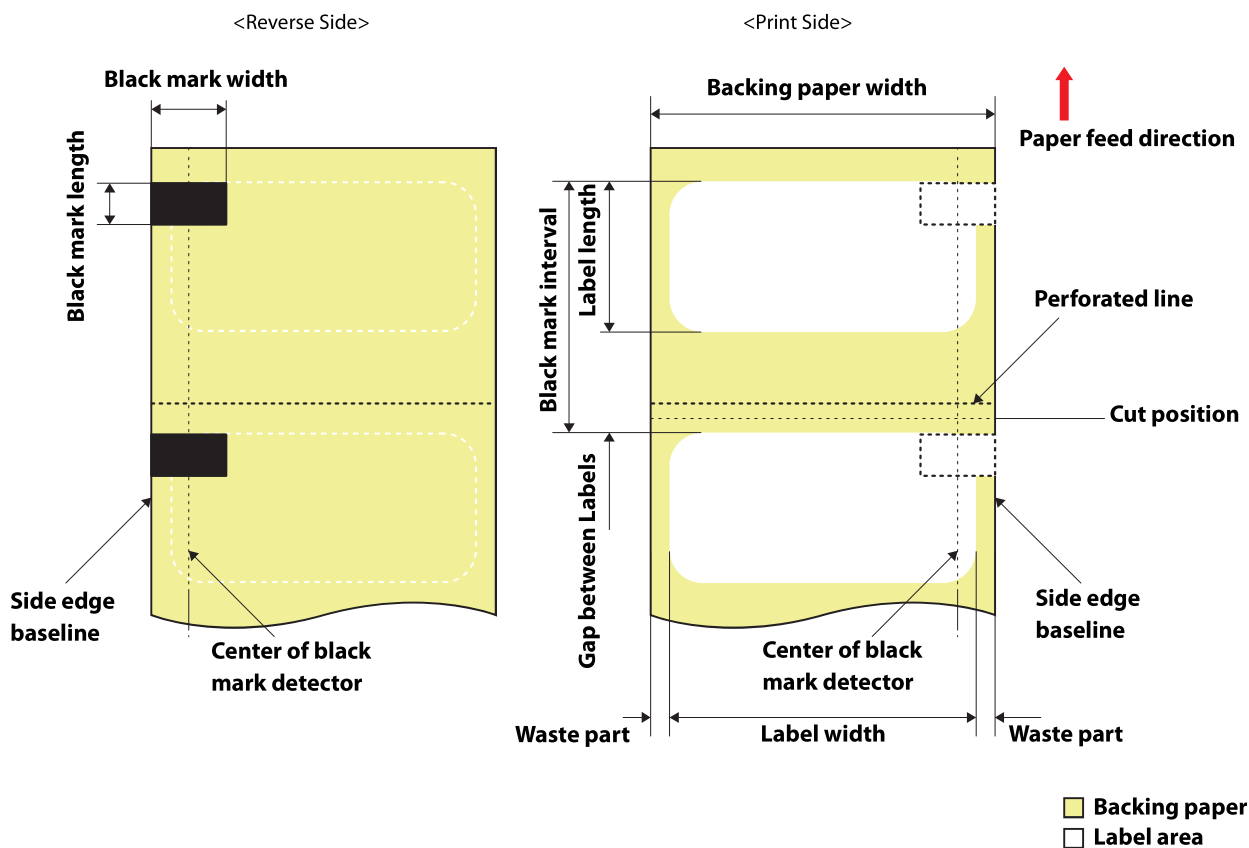 <Reverse Side>
<Print Side>
Black mark width
Backing paper width
Paper feed direction
Black mark length
Black mark interval
Label length
Perforated line
Cut position
Gap between Labels
Side edge
baseline
Center of black
mark detector
Center of black
mark detector
Side edge
baseline
Waste part
Label width
Waste part
Backing paper
Label area